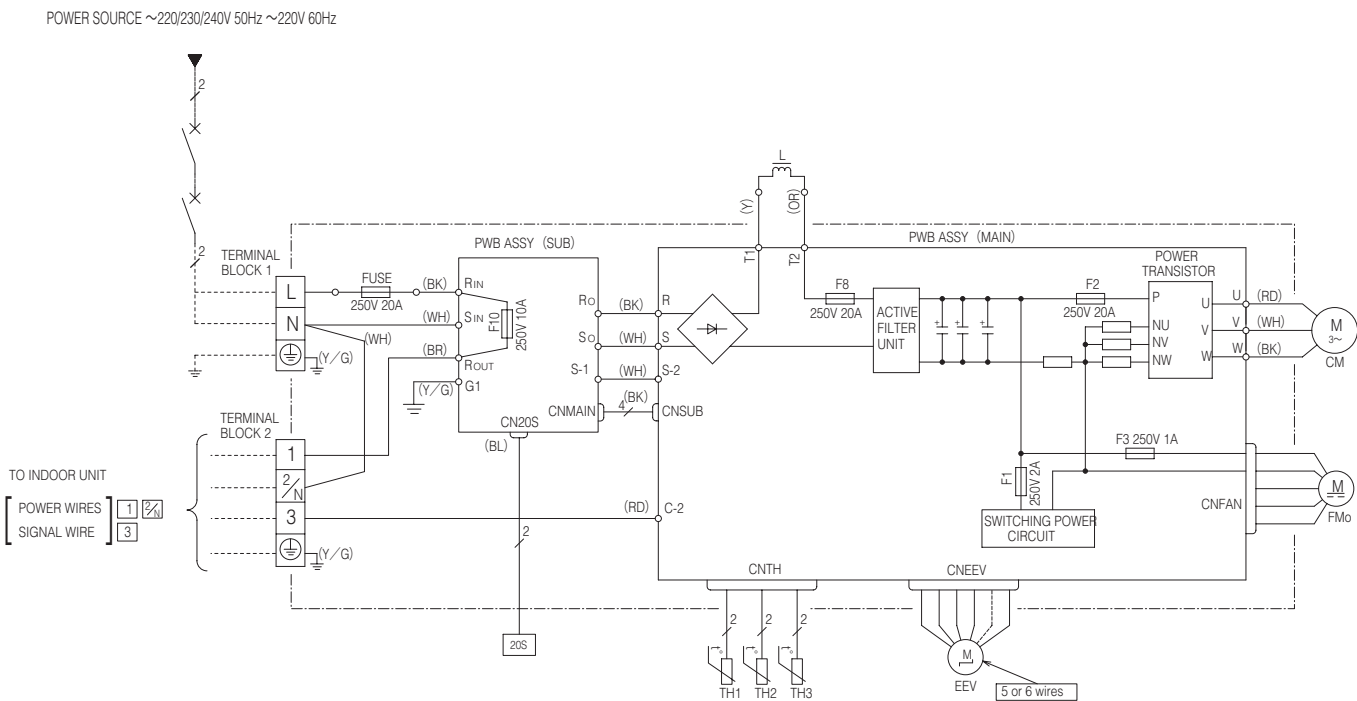 POWER SOURCE ～220/230/240V 50Hz ～220V 60Hz
2
2
TERMINAL
BLOCK 1
L
N
(Y/G)
FUSE
250V 20A
(BK)
(WH)
(WH)
(BR)
(Y/G)
PWB ASSY (SUB)
RIN
SIN
ROUT
G1
F10
250V 10A
RO
SO
S-1
CNMAIN
CN20S
(BL)
2
20S
(BK)
(WH)
(WH)
(BK)
4
R
S
S-2
CNSUB
C-2
(RD)
TERMINAL
BLOCK 2
1
2/N
3
(Y/G)
TO INDOOR UNIT
POWER WIRES 1 2/N
SIGNAL WIRE 3
L
(Y)
(OR)
T1
T2
PWB ASSY (MAIN)
F8
250V 20A
ACTIVE
FILTER
UNIT
+
+
+
F2
250V 20A
POWER
TRANSISTOR
P
NU
NV
NW
U
V
W
U
V
W
(RD)
(WH)
(BK)
M
3~
CM
F3 250V 1A
F1
250V 2A
SWITCHING POWER
CIRCUIT
CNFAN
M
FMo
CNTH
CNEEV
2
2
2
t°
t°
t°
TH1
TH2
TH3
M
EEV
5 or 6 wires